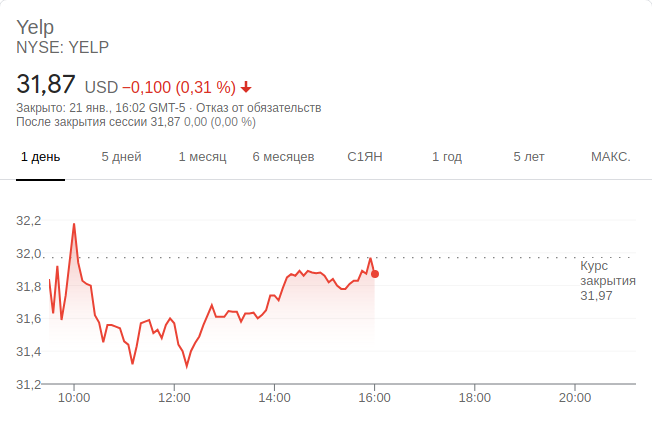 Yelp
NYSE: YELP
31,87 USD −0,100 (0,31 %)
Закрыто: 21 янв., 16:02 GMT-5 · Отказ от обязательств
После закрытия сессии 31,87 0,00 (0,00 %)
1 день 5 дней 1 месяц 6 месяцев С1ЯН 1 год 5 лет МАКС.
32,2
32,0
31,8
31,6
31,4
31,2
Курс
закрытия
31,97
10:00 12:00 14:00 16:00 18:00 20:00